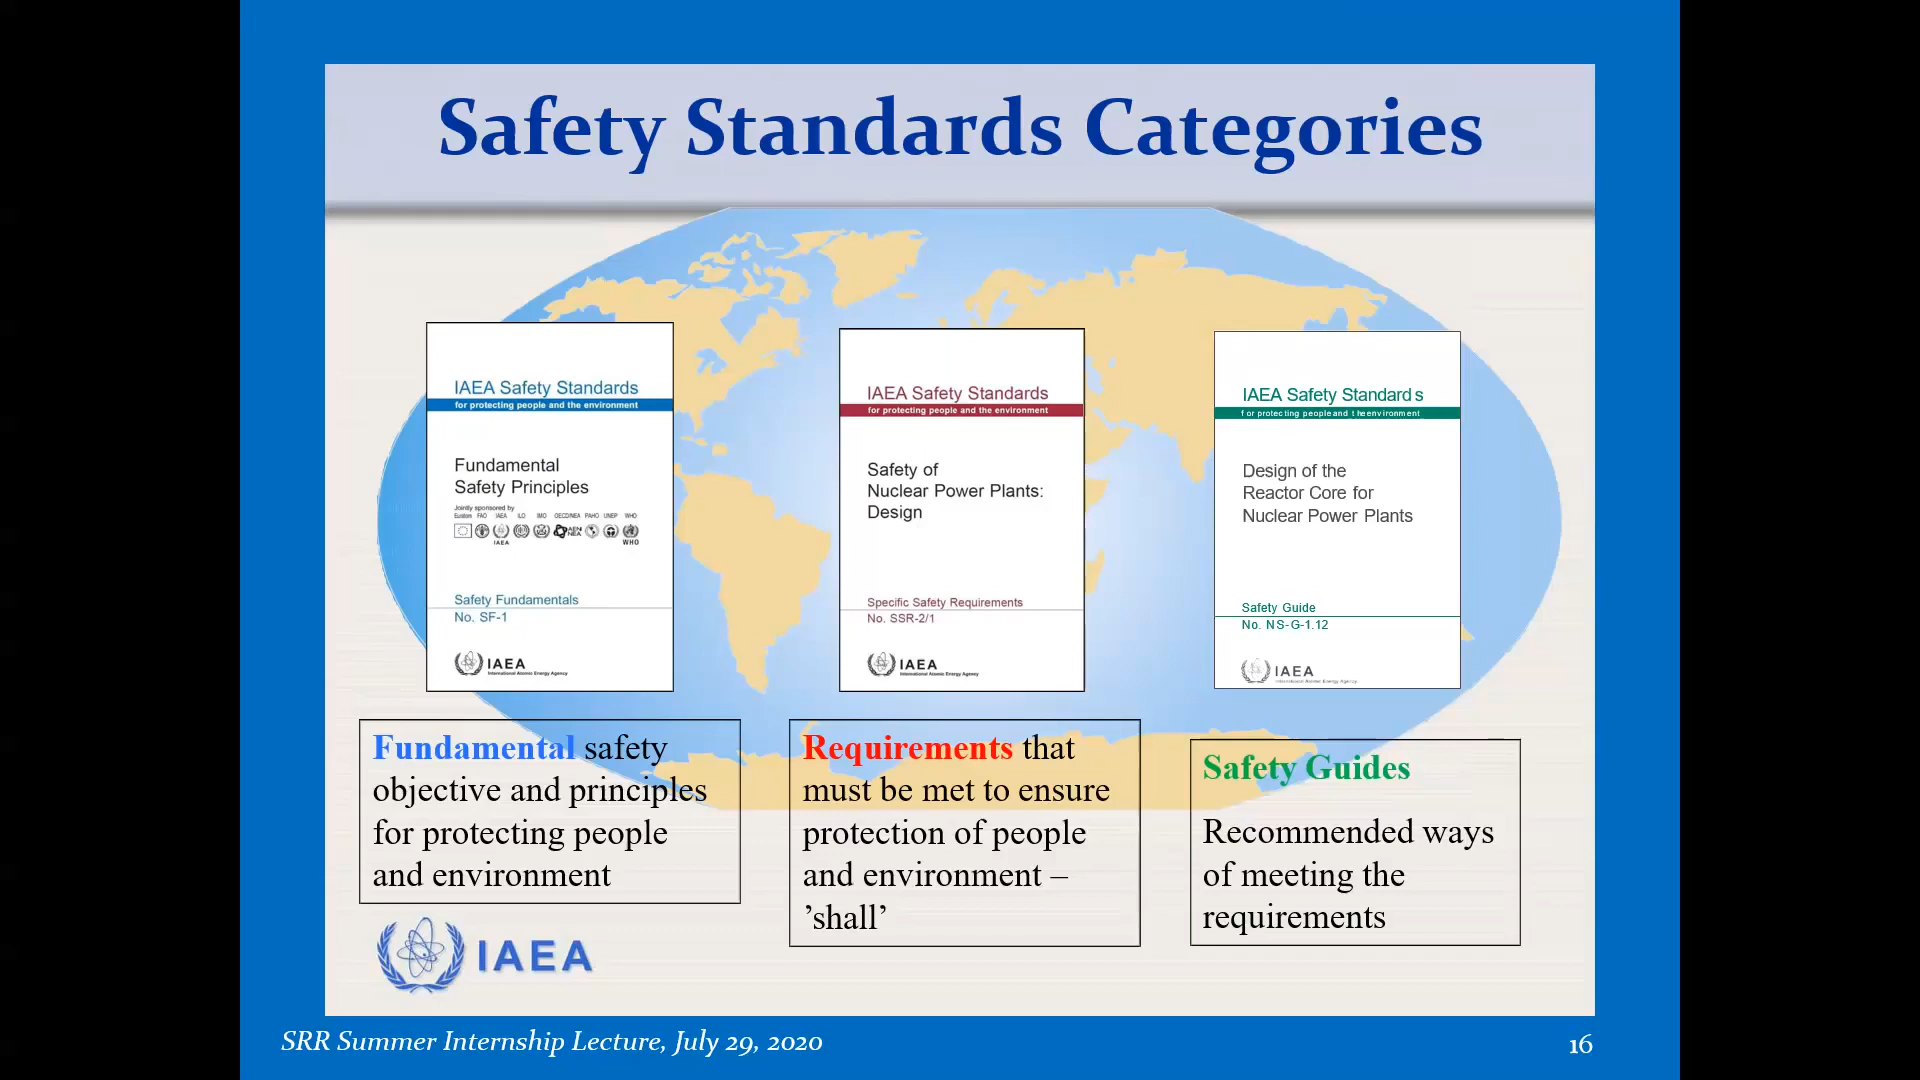 Safety Standards Categories
IAEA Safety Standards
for protecting people and the environment
Fundamental
Safety Principles
Jointly sponsored by
Euratom FAO IAEA ILO IMO OECD/NEA PAHO UNEP WHO
IAEA
WHO
Safety Fundamentals
No. SF-1
IAEA
International Atomic Energy Agency
IAEA Safety Standards
for protecting people and the environment
Safety of
Nuclear Power Plants:
Design
Specific Safety Requirements
No. SSR-2/1
IAEA
International Atomic Energy Agency
IAEA Safety Standards
for protecting people and the environment
Design of the
Reactor Core for
Nuclear Power Plants
Safety Guide
No. NS-G-1.12
IAEA
International Atomic Energy Agency
Fundamental safety
objective and principles
for protecting people
and environment
Requirements that
must be met to ensure
protection of people
and environment –
’shall’
Safety Guides
Recommended ways
of meeting the
requirements
IAEA
SRR Summer Internship Lecture, July 29, 2020
16